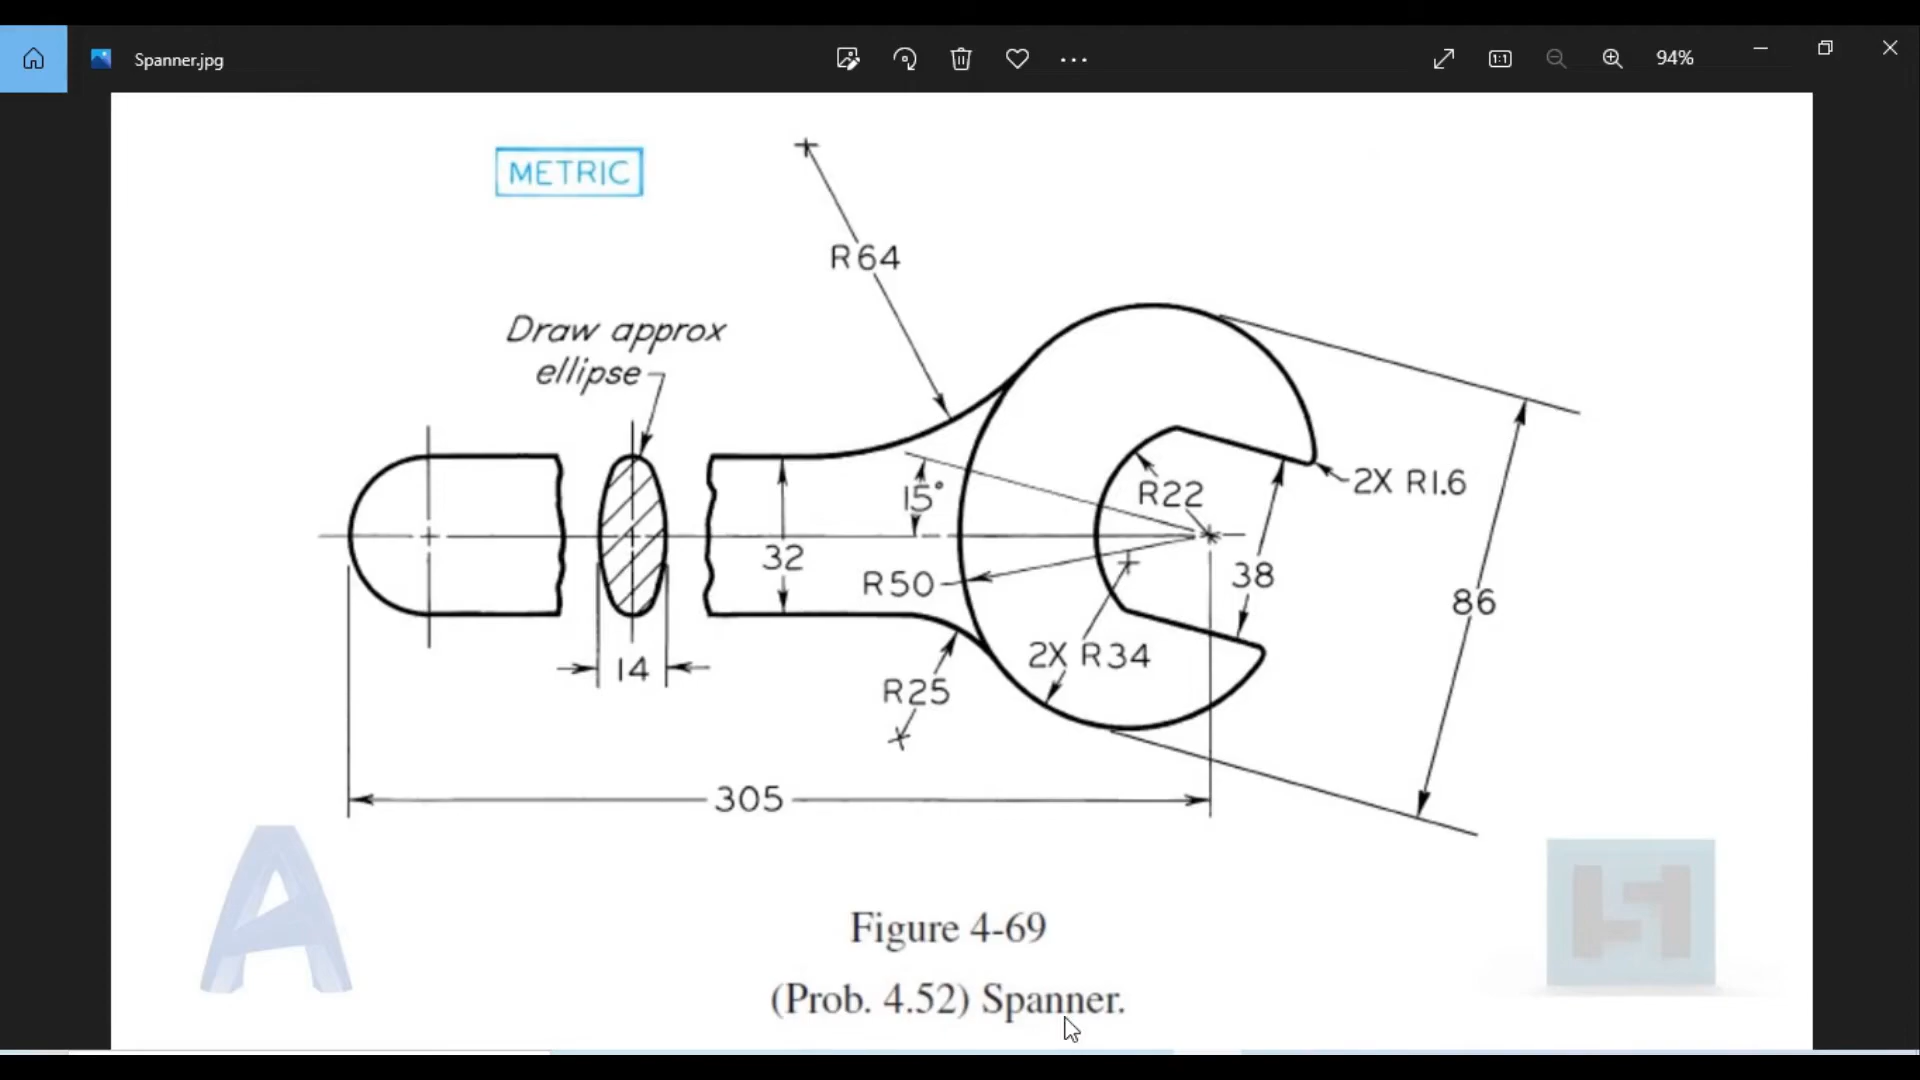 Spanner.jpg
94%
METRIC
R64
Draw approx
ellipse
15°
R22
2X R1.6
32
R50
38
86
2X R34
14
R25
305
A
H
Figure 4-69
(Prob. 4.52) Spanner.